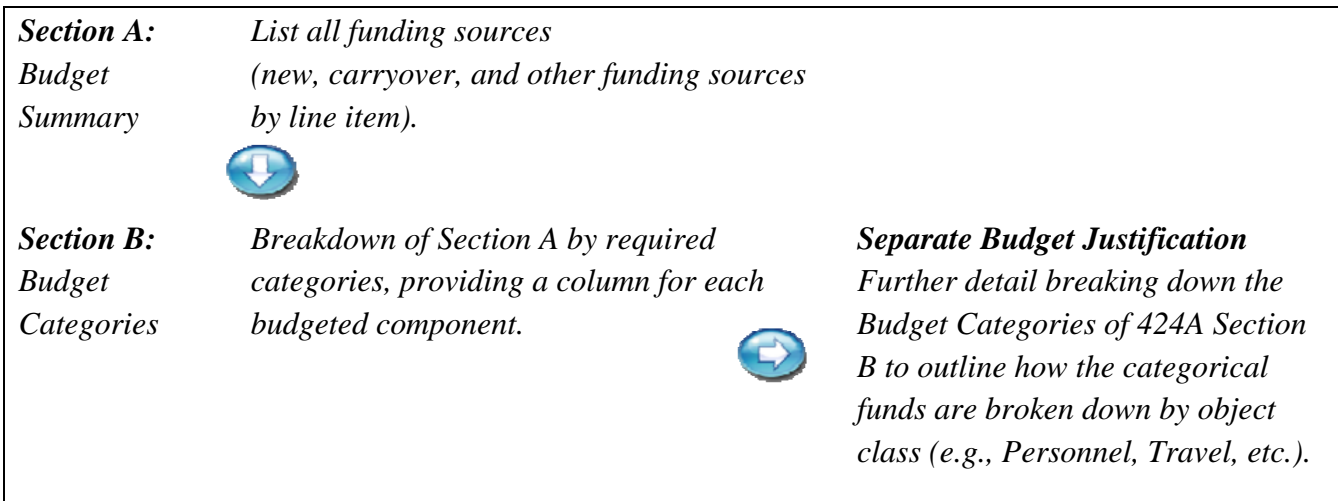 Section A:
Budget
Summary
List all funding sources
(new, carryover, and other funding sources
by line item).
Section B:
Budget
Categories
Breakdown of Section A by required
categories, providing a column for each
budgeted component.
Separate Budget Justification
Further detail breaking down the
Budget Categories of 424A Section
B to outline how the categorical
funds are broken down by object
class (e.g., Personnel, Travel, etc.).